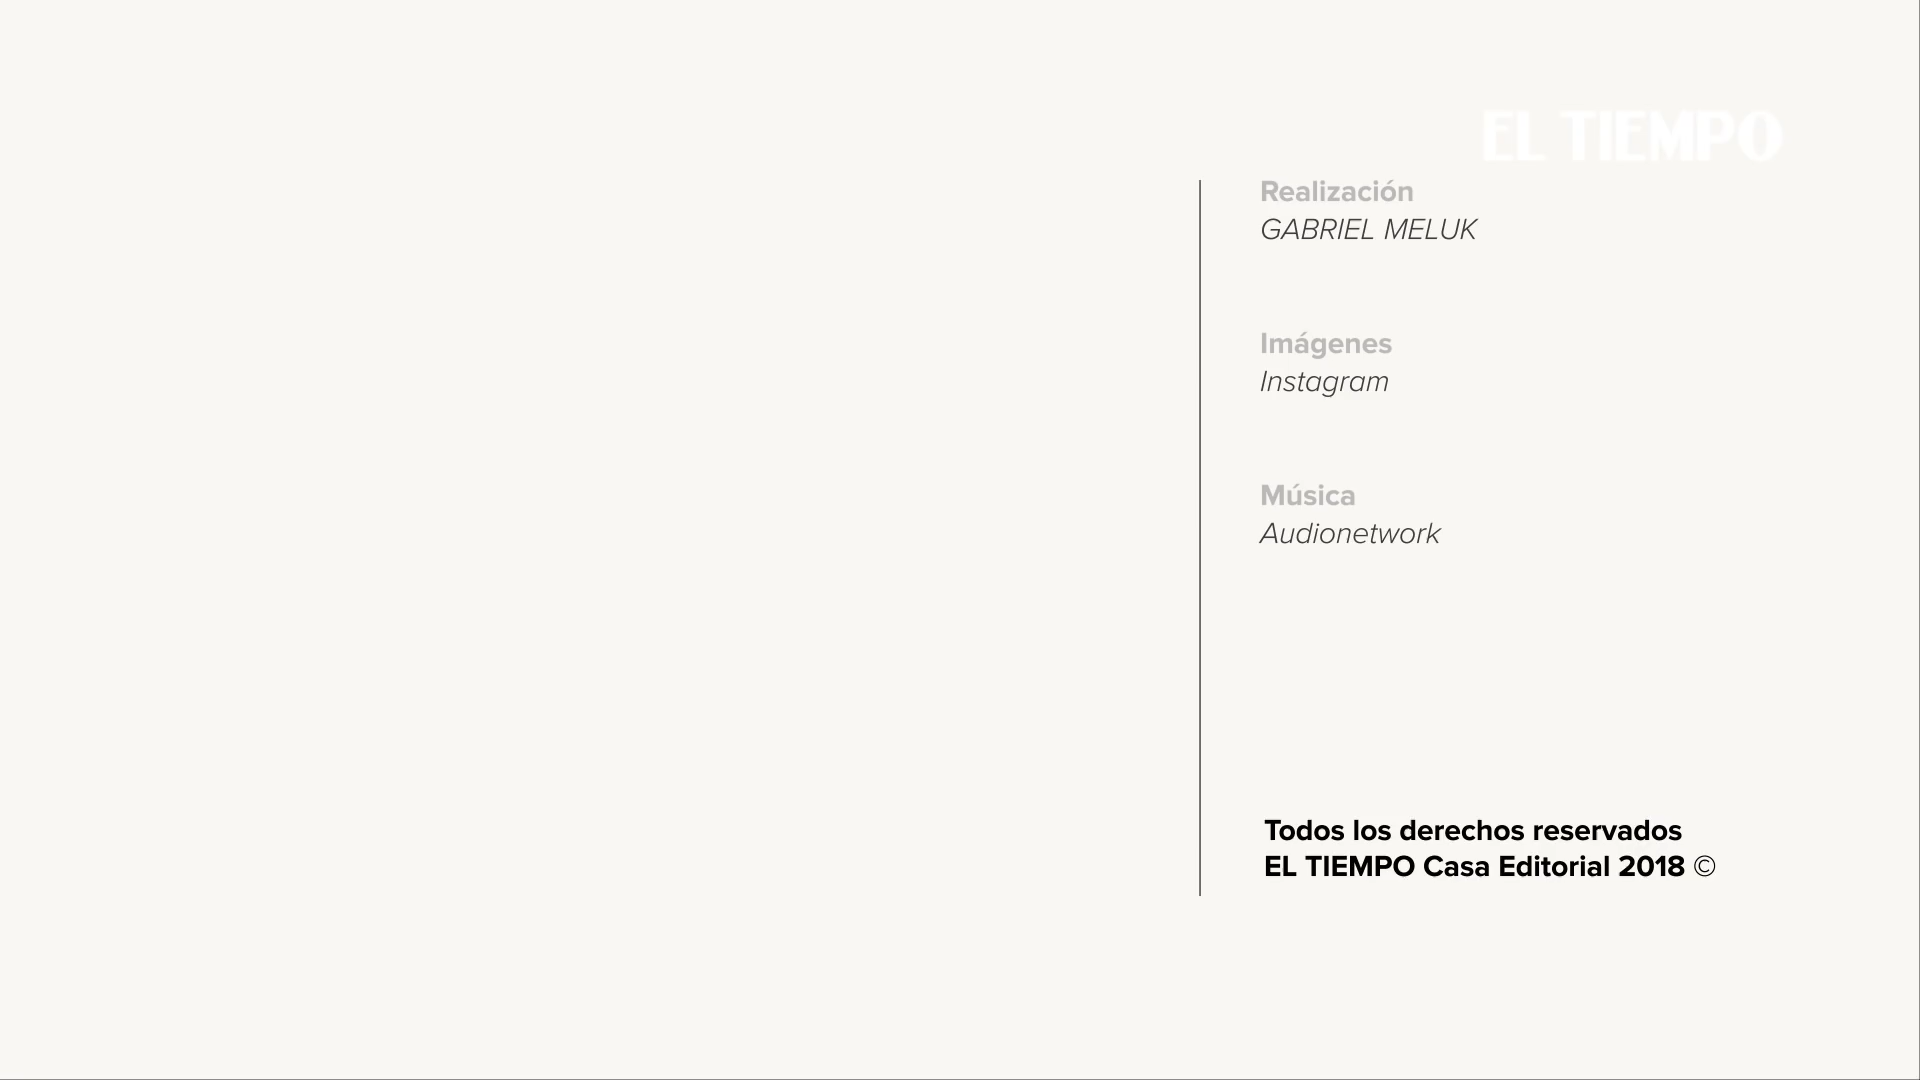 EL TIEMPO
Realización
GABRIEL MELUK
Imágenes
Instagram
Música
Audionetwork
Todos los derechos reservados
EL TIEMPO Casa Editorial 2018 ©